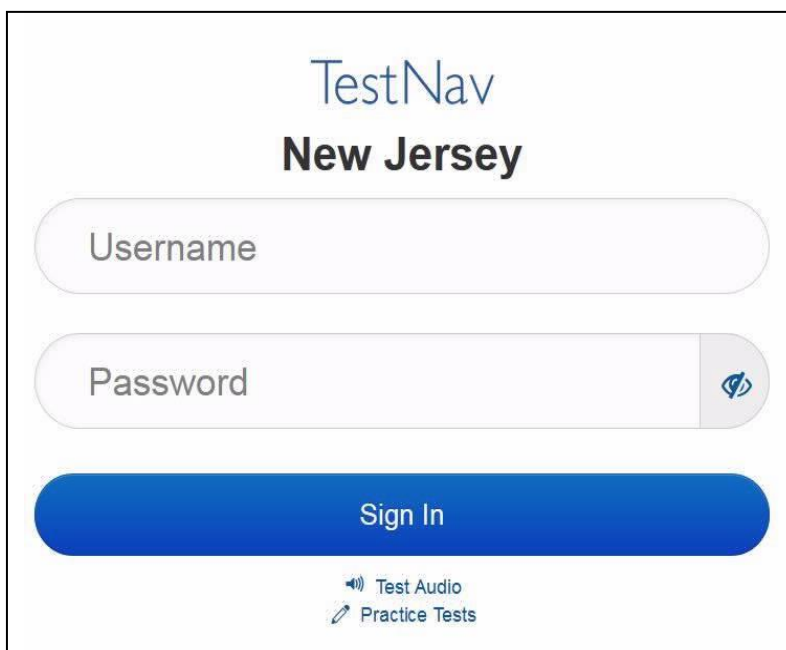 TestNav
New Jersey
Username
Password
Sign In
Test Audio
Practice Tests